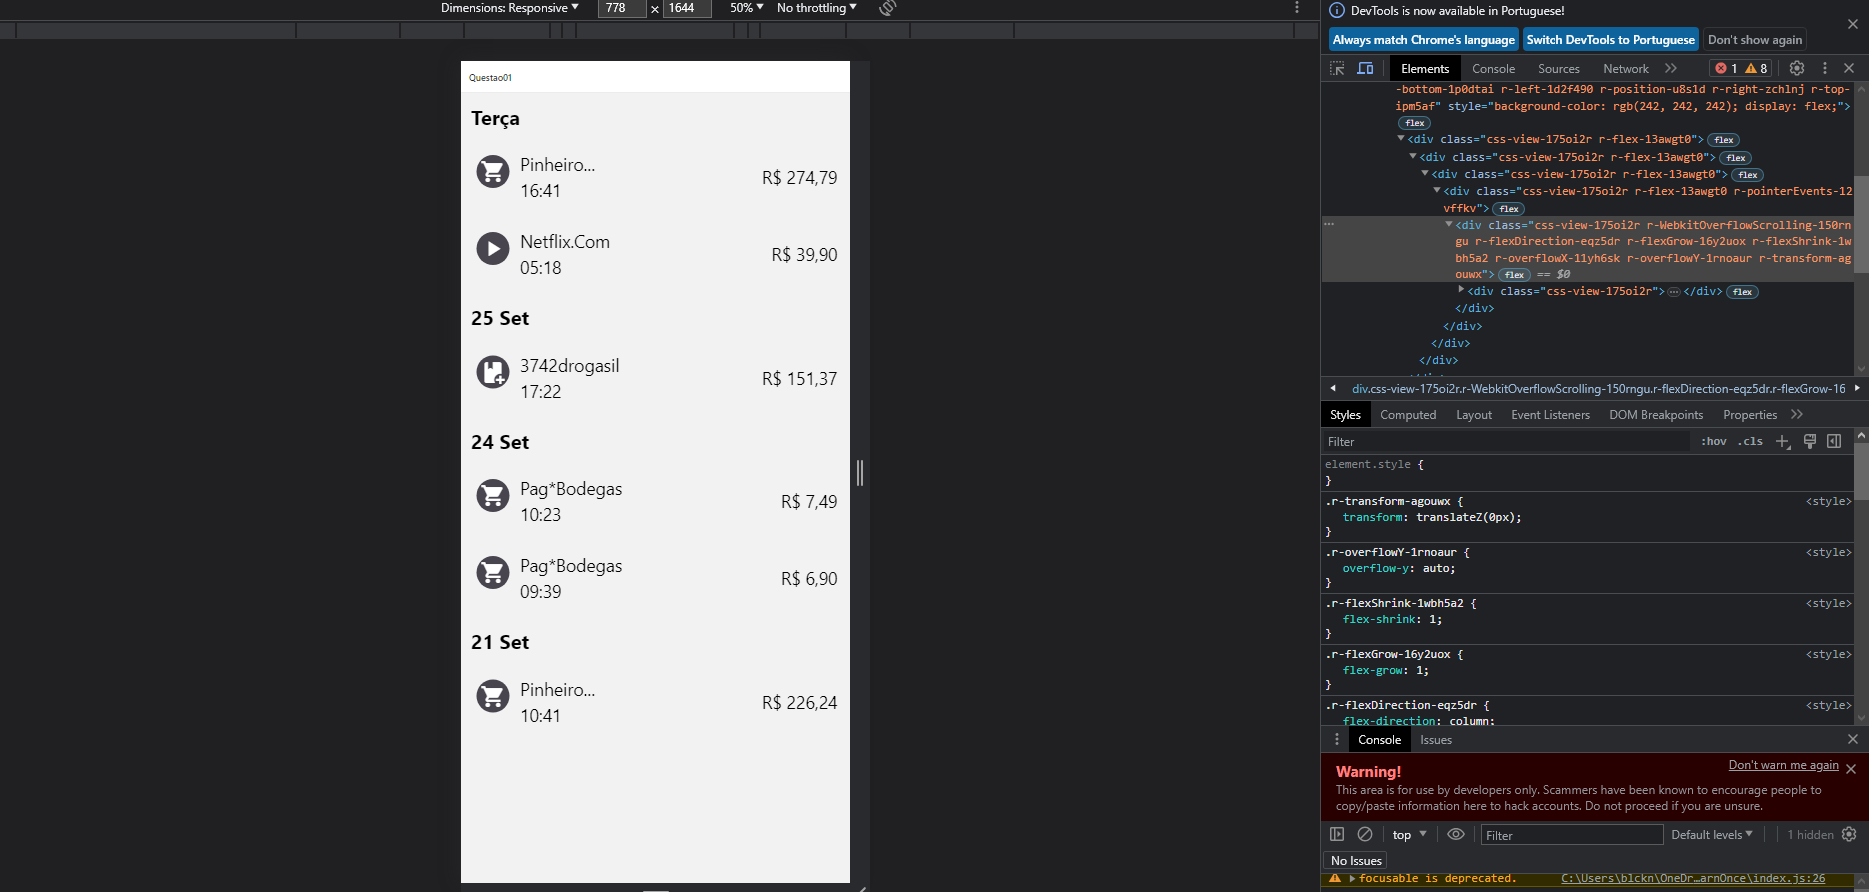 Dimensions: Responsive ▼ 778 × 1644 50% ▼ No throttling ▼
Questao01
Terça
Pinheiro...
16:41
R$ 274,79
Netflix.Com
05:18
R$ 39,90
25 Set
3742drogasil
17:22
R$ 151,37
24 Set
Pag*Bodegas
10:23
R$ 7,49
Pag*Bodegas
09:39
R$ 6,90
21 Set
Pinheiro...
10:41
R$ 226,24
DevTools is now available in Portuguese!
Always match Chrome's language Switch DevTools to Portuguese Don't show again
Elements Console Sources Network 1 8
-bottom-1p0dtai r-left-1d2f490 r-position-u8s1d r-right-zchlnj r-top-
ipm5af" style="background-color: rgb(242, 242, 242); display: flex;">
flex
<div class="css-view-175oi2r r-flex-13awgt0"> flex
<div class="css-view-175oi2r r-flex-13awgt0"> flex
<div class="css-view-175oi2r r-flex-13awgt0"> flex
<div class="css-view-175oi2r r-flex-13awgt0 r-pointerEvents-12
vffkv"> flex
<div class="css-view-175oi2r r-WebkitOverflowScrolling-150rn
gu r-flexDirection-eqz5dr r-flexGrow-16y2uox r-flexShrink-1w
bh5a2 r-overflowX-11yh6sk r-overflowY-1rnoaur r-transform-ag
ouwx"> flex == $0
<div class="css-view-175oi2r"> ⋯ </div> flex
</div>
</div>
</div>
</div>
div.css-view-175oi2r.r-WebkitOverflowScrolling-150rngu.r-flexDirection-eqz5dr.r-flexGrow-16
Styles Computed Layout Event Listeners DOM Breakpoints Properties
Filter :hov .cls
element.style {
}
.r-transform-agouwx { <style>
transform: translateZ(0px);
}
.r-overflowY-1rnoaur { <style>
overflow-y: auto;
}
.r-flexShrink-1wbh5a2 { <style>
flex-shrink: 1;
}
.r-flexGrow-16y2uox { <style>
flex-grow: 1;
}
.r-flexDirection-eqz5dr { <style>
flex-direction: column;
Console Issues
Warning! Don't warn me again
This area is for use by developers only. Scammers have been known to encourage people to
copy/paste information here to hack accounts. Do not proceed if you are unsure.
top ▼ Filter Default levels ▼ 1 hidden
No Issues
focusable is deprecated. C:\Users\blckn\OneDr…arnOnce\index.js:26